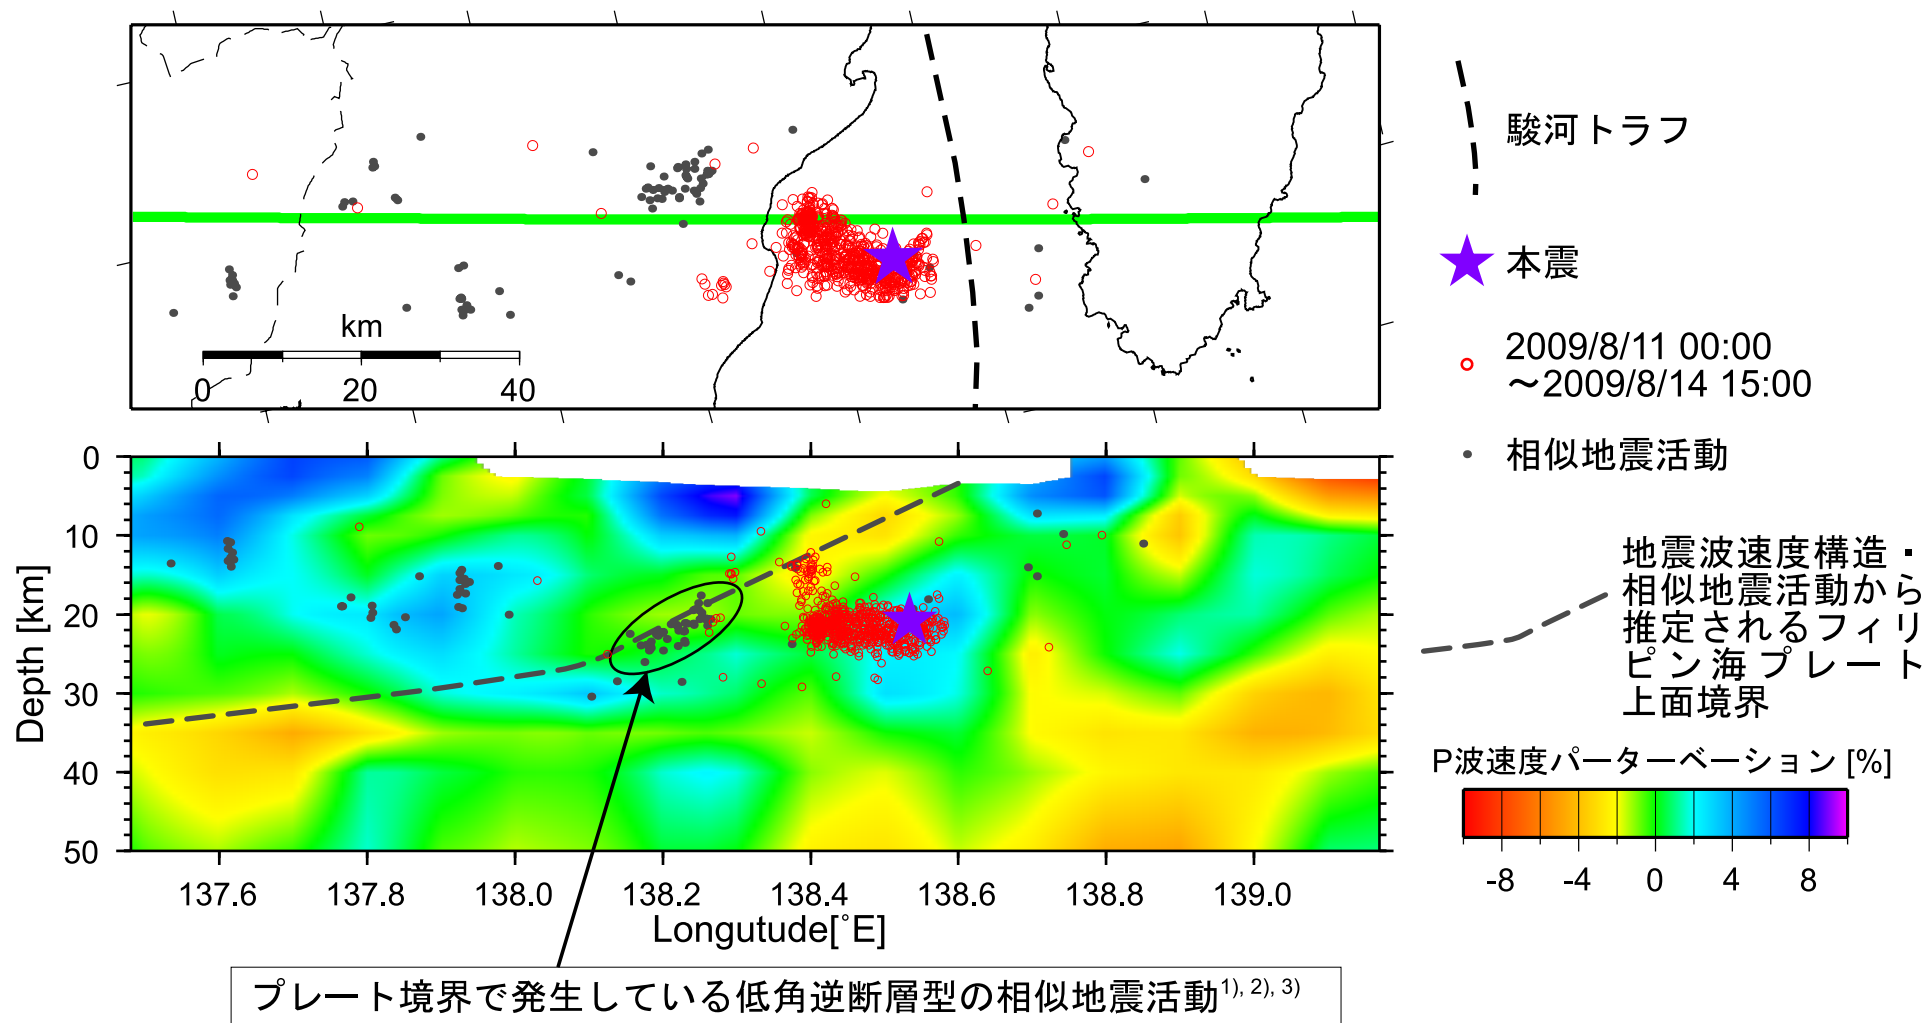 km
0 20 40
駿河トラフ
本震
2009/8/11 00:00
～2009/8/14 15:00
相似地震活動
地震波速度構造・
相似地震活動から
推定されるフィリ
ピン海プレート
上面境界
P波速度パーターベーション [%]
-8 -4 0 4 8
Depth [km]
0
10
20
30
40
50
137.6 137.8 138.0 138.2 138.4 138.6 138.8 139.0
Longutude[°E]
プレート境界で発生している低角逆断層型の相似地震活動1), 2), 3)